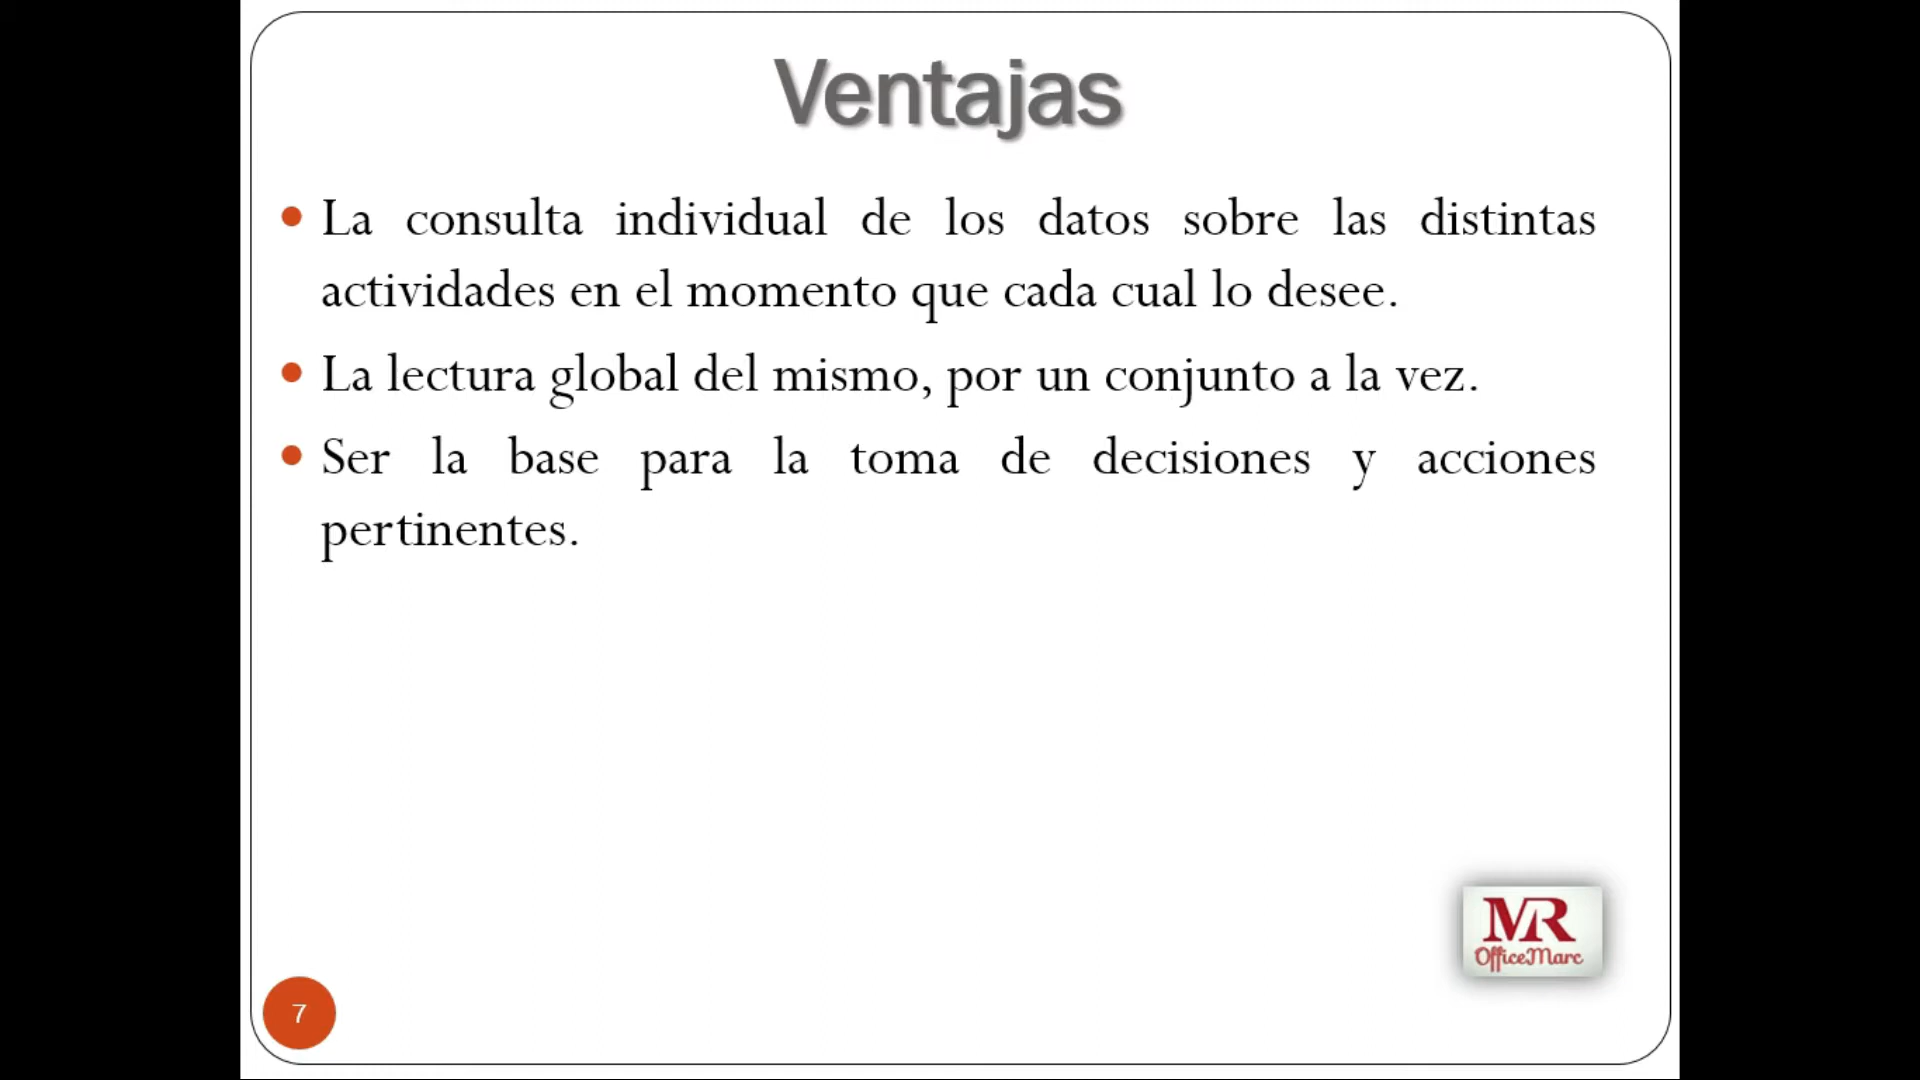 Ventajas
La consulta individual de los datos sobre las distintas
actividades en el momento que cada cual lo desee.
La lectura global del mismo, por un conjunto a la vez.
Ser la base para la toma de decisiones y acciones
pertinentes.
MR
OfficeMarc
7